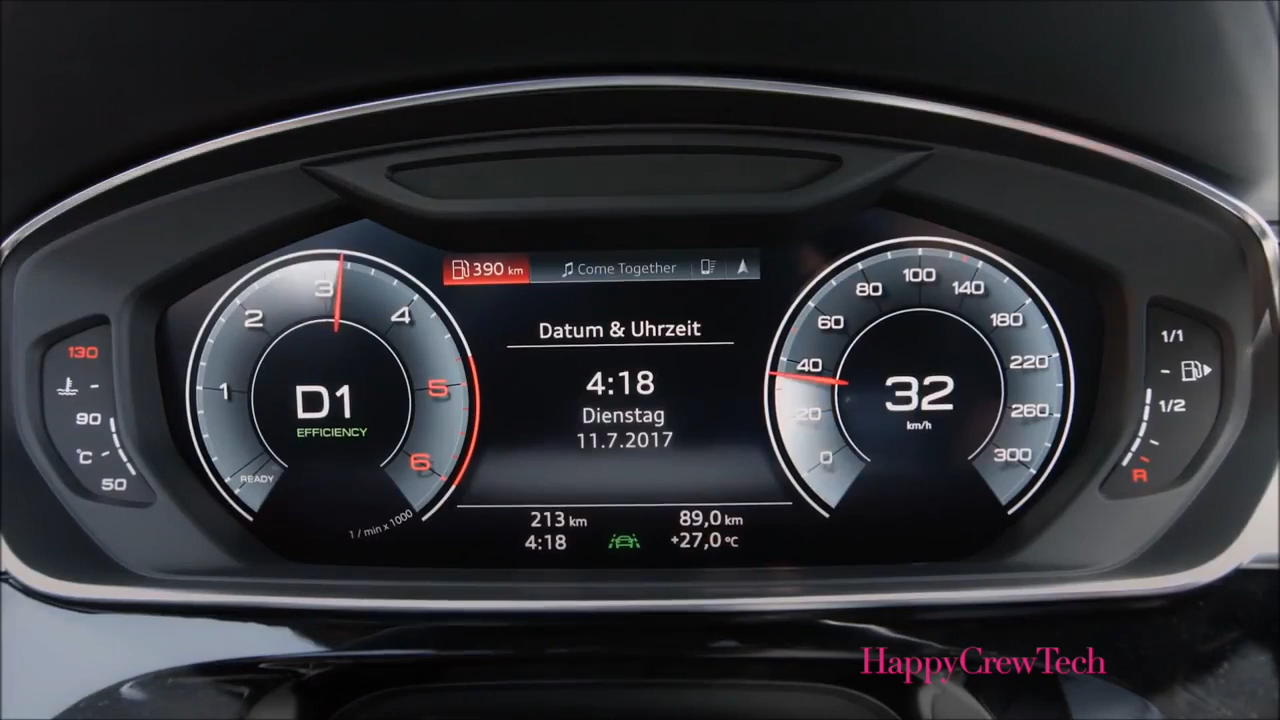 390 km
Come Together
130
90
°C
50
1
2
3
4
5
6
READY
1 / min x 1000
D1
EFFICIENCY
Datum & Uhrzeit
4:18
Dienstag
11.7.2017
213 km
4:18
89,0 km
+27,0 °C
0
20
40
60
80
100
140
180
220
260
300
32
km/h
1/1
1/2
R
HappyCrewTech